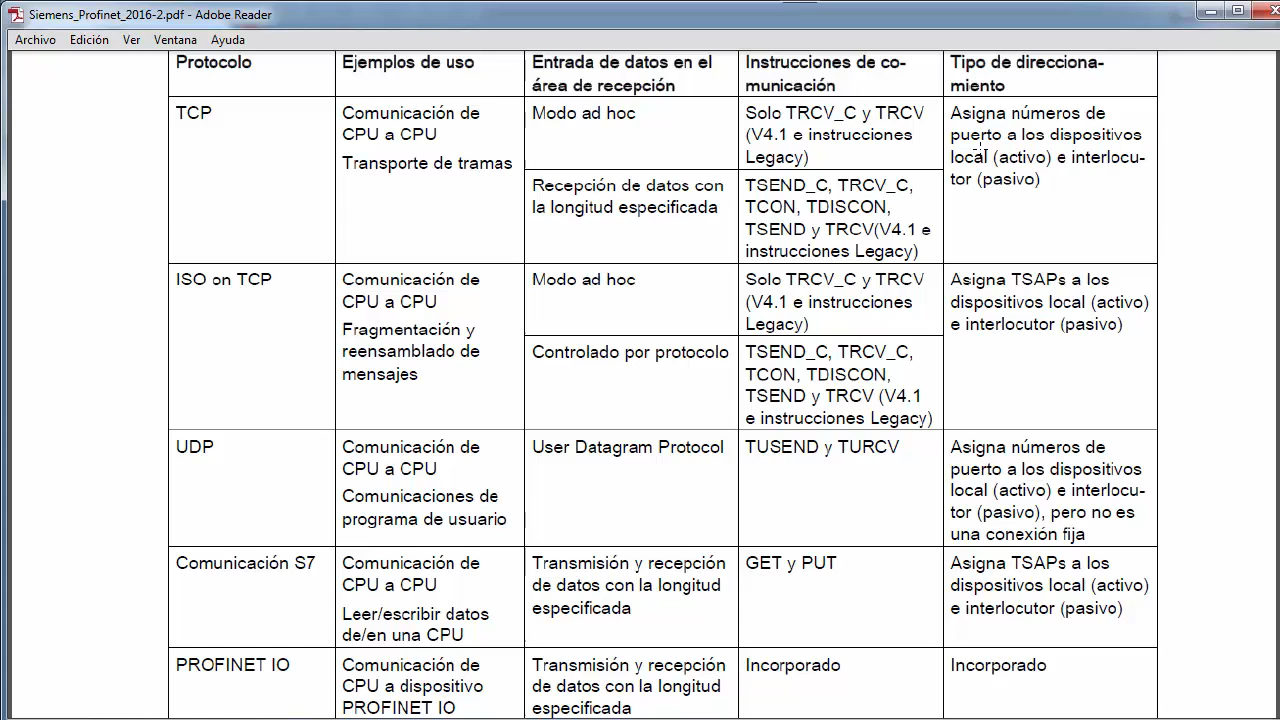 Siemens_Profinet_2016-2.pdf - Adobe Reader
Archivo Edición Ver Ventana Ayuda
Protocolo
Ejemplos de uso
Entrada de datos en el
área de recepción
Instrucciones de co-
municación
Tipo de direcciona-
miento
TCP
Comunicación de
CPU a CPU
Transporte de tramas
Modo ad hoc
Solo TRCV_C y TRCV
(V4.1 e instrucciones
Legacy)
Asigna números de
puerto a los dispositivos
local (activo) e interlocu-
tor (pasivo)
Recepción de datos con
la longitud especificada
TSEND_C, TRCV_C,
TCON, TDISCON,
TSEND y TRCV(V4.1 e
instrucciones Legacy)
ISO on TCP
Comunicación de
CPU a CPU
Fragmentación y
reensamblado de
mensajes
Modo ad hoc
Solo TRCV_C y TRCV
(V4.1 e instrucciones
Legacy)
Asigna TSAPs a los
dispositivos local (activo)
e interlocutor (pasivo)
Controlado por protocolo
TSEND_C, TRCV_C,
TCON, TDISCON,
TSEND y TRCV (V4.1
e instrucciones Legacy)
UDP
Comunicación de
CPU a CPU
Comunicaciones de
programa de usuario
User Datagram Protocol
TUSEND y TURCV
Asigna números de
puerto a los dispositivos
local (activo) e interlocu-
tor (pasivo), pero no es
una conexión fija
Comunicación S7
Comunicación de
CPU a CPU
Leer/escribir datos
de/en una CPU
Transmisión y recepción
de datos con la longitud
especificada
GET y PUT
Asigna TSAPs a los
dispositivos local (activo)
e interlocutor (pasivo)
PROFINET IO
Comunicación de
CPU a dispositivo
PROFINET IO
Transmisión y recepción
de datos con la longitud
especificada
Incorporado
Incorporado